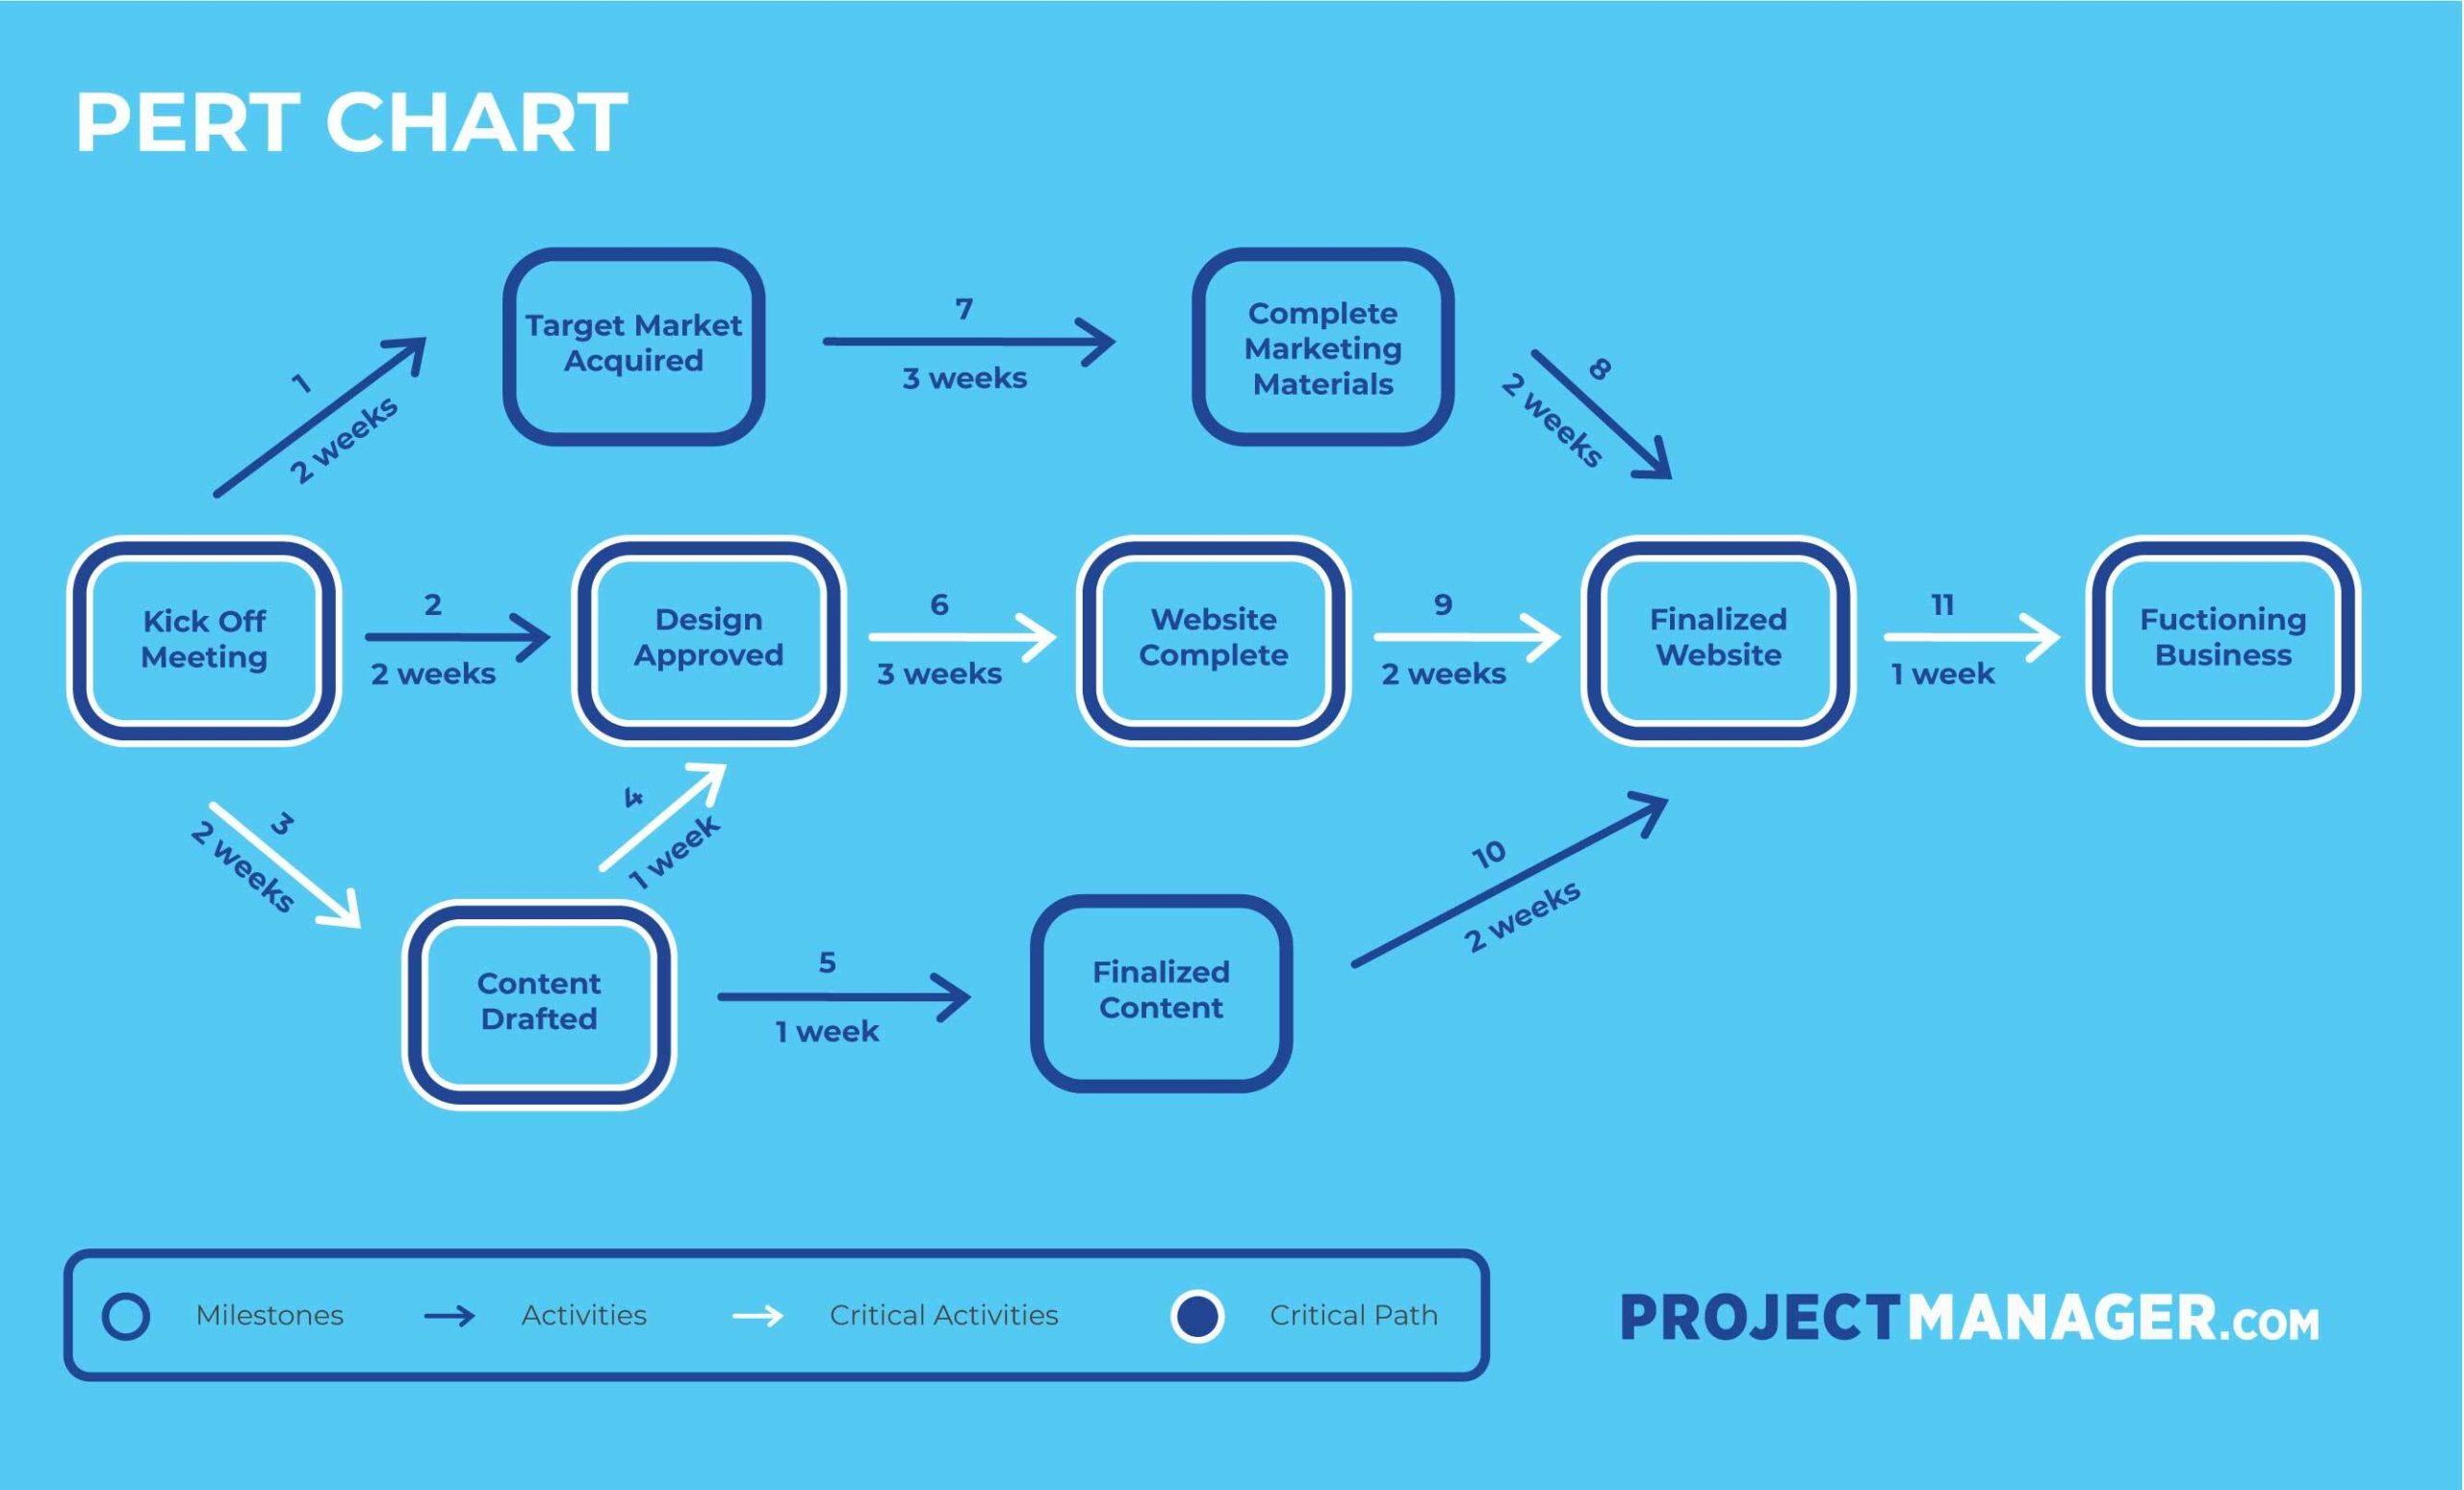 PERT CHART
1
2 weeks
Target Market
Acquired
7
3 weeks
Complete
Marketing
Materials
8
2 weeks
Kick Off
Meeting
2
2 weeks
Design
Approved
6
3 weeks
Website
Complete
9
2 weeks
Finalized
Website
11
1 week
Fuctioning
Business
3
2 weeks
4
1 week
Content
Drafted
5
1 week
Finalized
Content
10
2 weeks
Milestones
Activities
Critical Activities
Critical Path
PROJECTMANAGER.COM